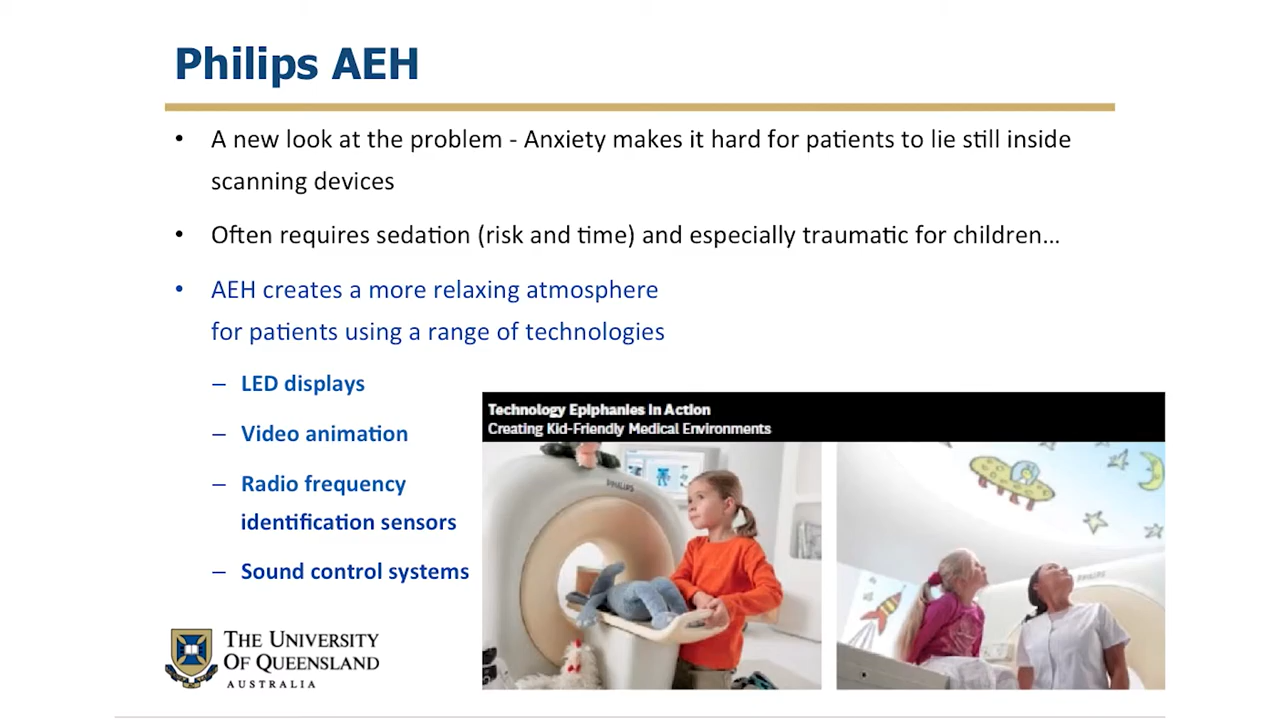 Philips AEH
• A new look at the problem - Anxiety makes it hard for patients to lie still inside
scanning devices
• Often requires sedation (risk and time) and especially traumatic for children…
• AEH creates a more relaxing atmosphere
for patients using a range of technologies
– LED displays
– Video animation
– Radio frequency
identification sensors
– Sound control systems
Technology Epiphanies in Action
Creating Kid-Friendly Medical Environments
PHILIPS
PHILIPS
THE UNIVERSITY
OF QUEENSLAND
AUSTRALIA